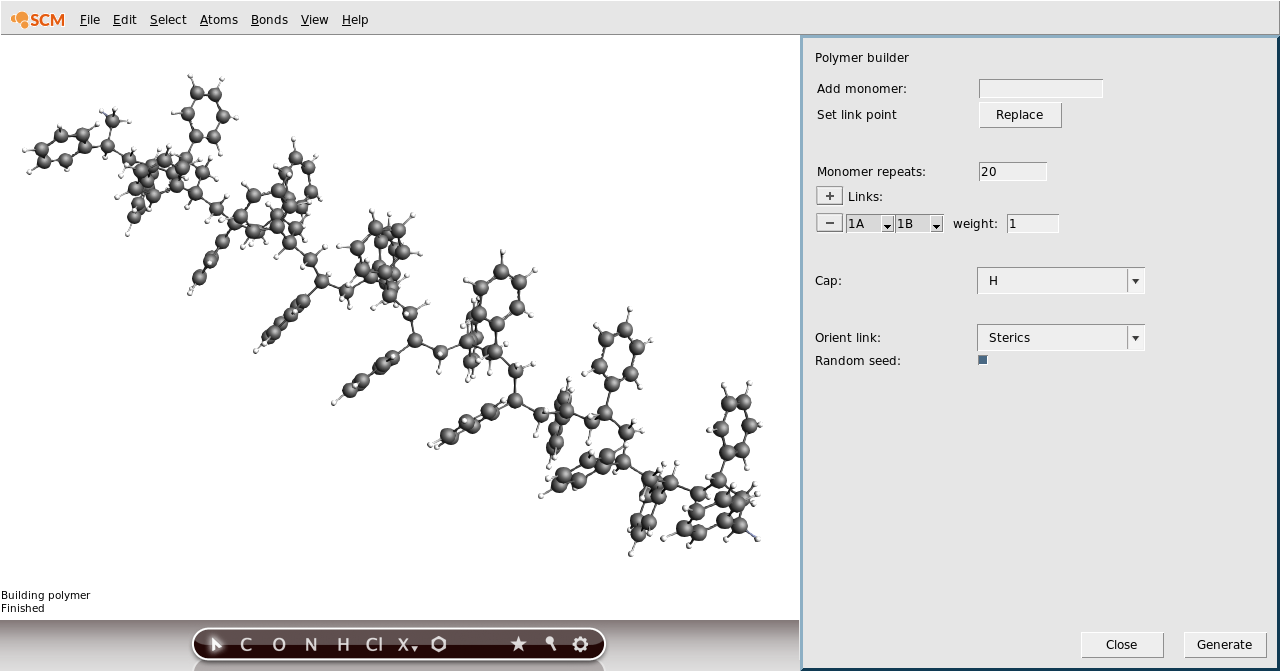 SCM File Edit Select Atoms Bonds View Help
Polymer builder
Add monomer:
Set link point Replace
Monomer repeats: 20
+ Links:
− 1A 1B weight: 1
Cap: H
Orient link: Sterics
Random seed:
Building polymer
Finished
C O N H Cl X
Close Generate